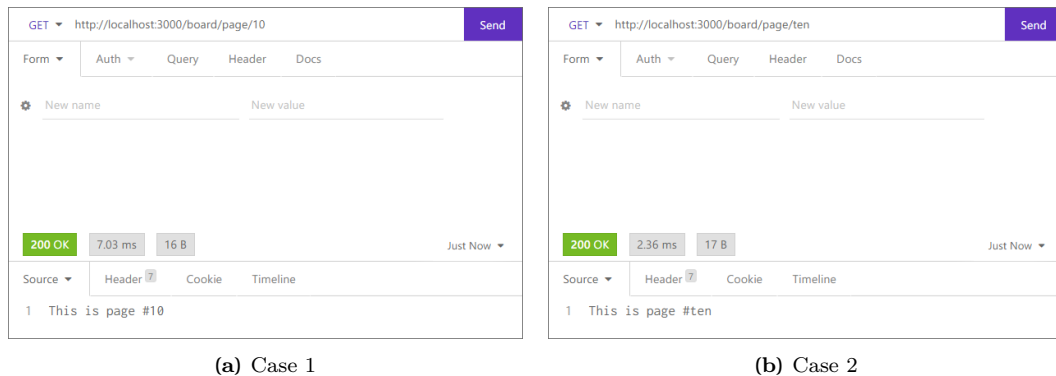 GET http://localhost:3000/board/page/10 Send
Form Auth Query Header Docs
New name New value
200 OK 7.03 ms 16 B Just Now
Source Header 7 Cookie Timeline
1 This is page #10
(a) Case 1
GET http://localhost:3000/board/page/ten Send
Form Auth Query Header Docs
New name New value
200 OK 2.36 ms 17 B Just Now
Source Header 7 Cookie Timeline
1 This is page #ten
(b) Case 2